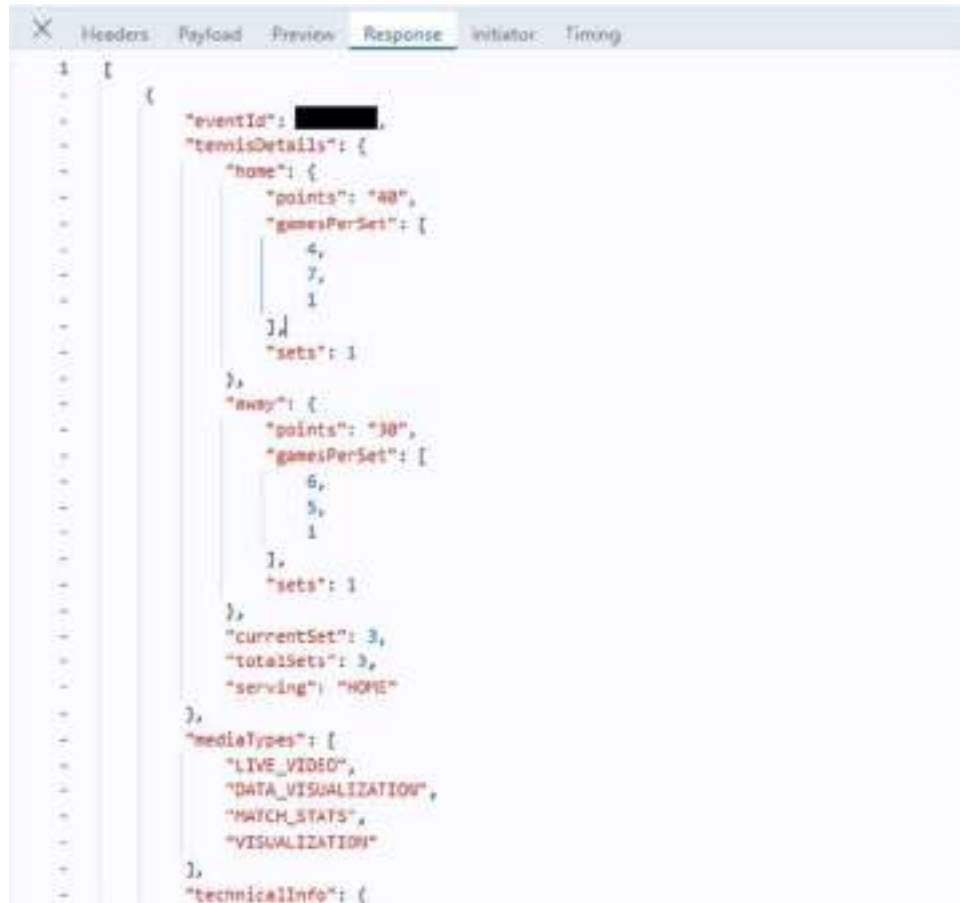 Headers Payload Preview Response Initiator Timing
1 [
- {
- "eventId": ,
- "tennisDetails": {
- "home": {
- "points": "40",
- "gamesPerSet": [
- 4,
- 7,
- 1
- ],
- "sets": 1
- },
- "away": {
- "points": "30",
- "gamesPerSet": [
- 6,
- 5,
- 1
- ],
- "sets": 1
- },
- "currentSet": 3,
- "totalSets": 3,
- "serving": "HOME"
- },
- "mediaTypes": [
- "LIVE_VIDEO",
- "DATA_VISUALIZATION",
- "MATCH_STATS",
- "VISUALIZATION"
- ],
- "technicalInfo": {